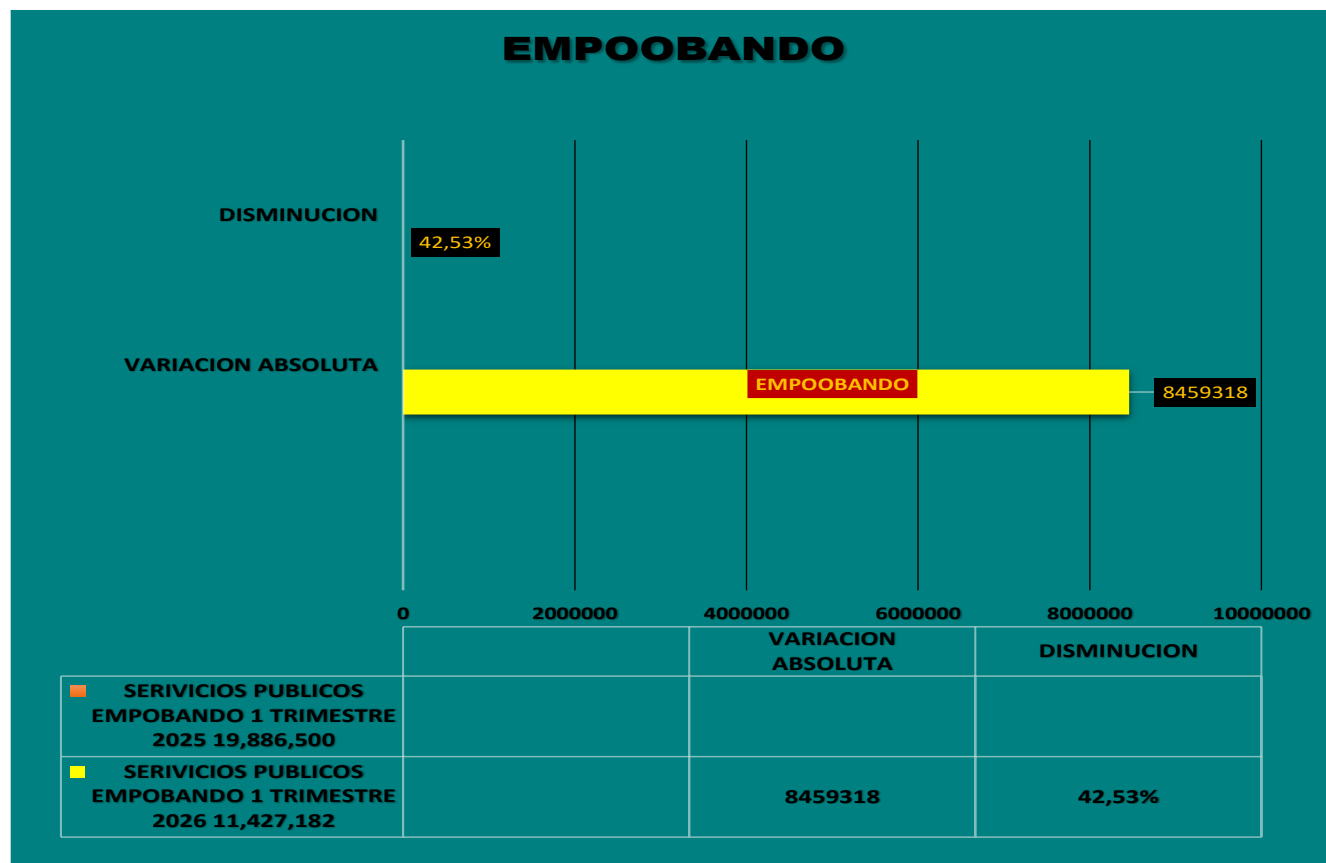 EMPOOBANDO
DISMINUCION
42,53%
VARIACION ABSOLUTA
EMPOOBANDO
8459318
0 2000000 4000000 6000000 8000000 10000000
VARIACION
ABSOLUTA
DISMINUCION
SERIVICIOS PUBLICOS
EMPOBANDO 1 TRIMESTRE
2025 19,886,500
SERIVICIOS PUBLICOS
EMPOBANDO 1 TRIMESTRE
2026 11,427,182
8459318
42,53%